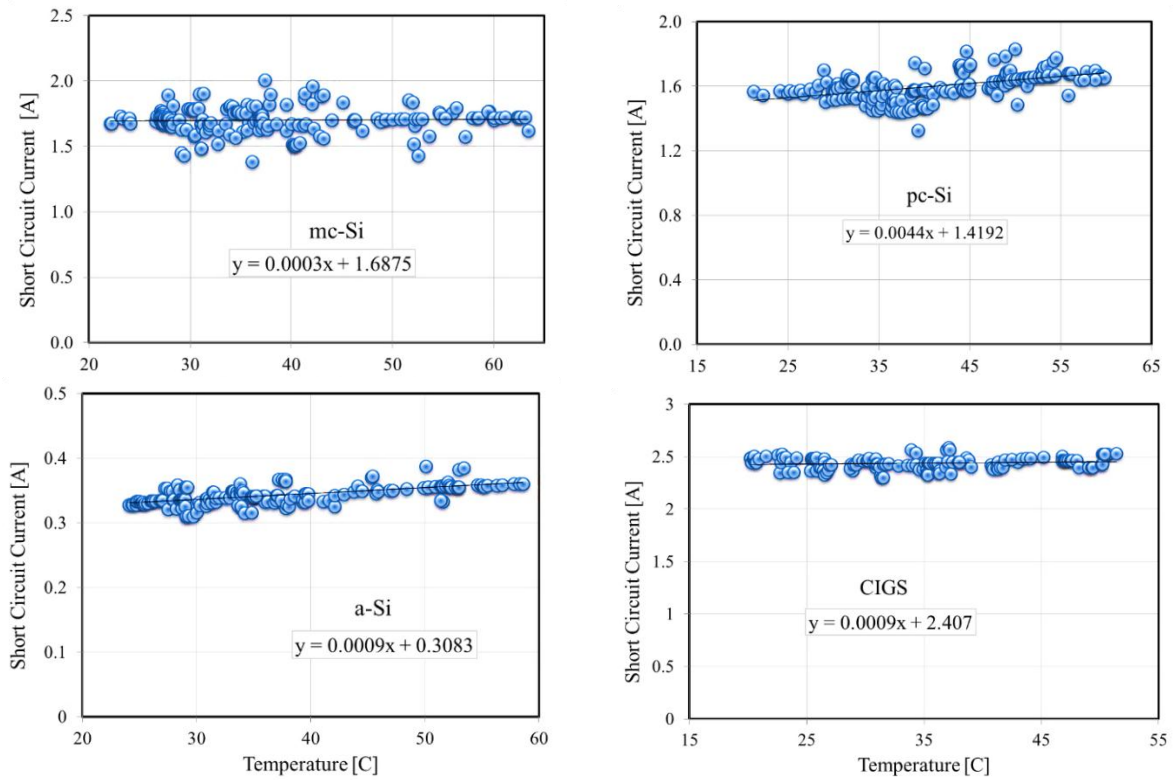 Short Circuit Current [A]
2.5
2.0
1.5
1.0
0.5
0.0
mc-Si
y = 0.0003x + 1.6875
20 30 40 50 60
Short Circuit Current [A]
2.0
1.6
1.2
0.8
0.4
0.0
pc-Si
y = 0.0044x + 1.4192
15 25 35 45 55 65
Short Circuit Current [A]
0.5
0.4
0.3
0.2
0.1
0
a-Si
y = 0.0009x + 0.3083
20 30 40 50 60
Temperature [C]
Short Circuit Current [A]
3
2.5
2
1.5
1
0.5
0
CIGS
y = 0.0009x + 2.407
15 25 35 45 55
Temperature [C]